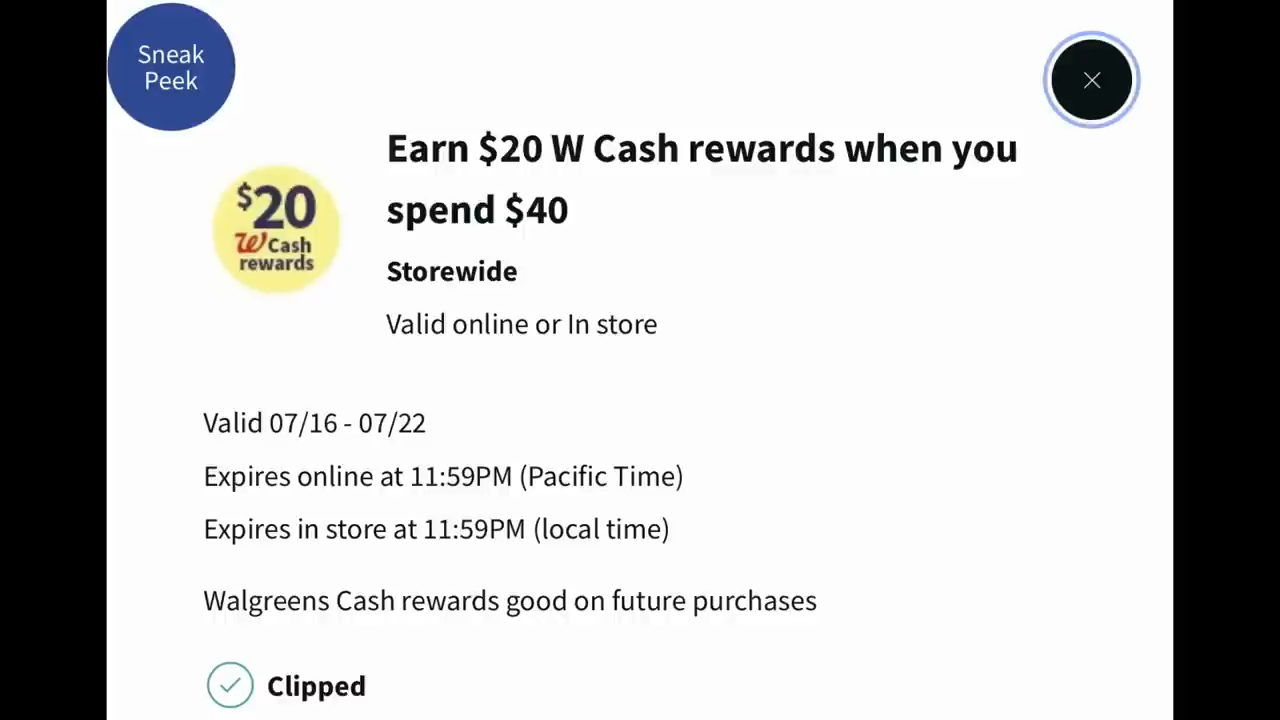 Sneak
Peek
Earn $20 W Cash rewards when you
spend $40
$20
W Cash
rewards
Storewide
Valid online or In store
Valid 07/16 - 07/22
Expires online at 11:59PM (Pacific Time)
Expires in store at 11:59PM (local time)
Walgreens Cash rewards good on future purchases
Clipped